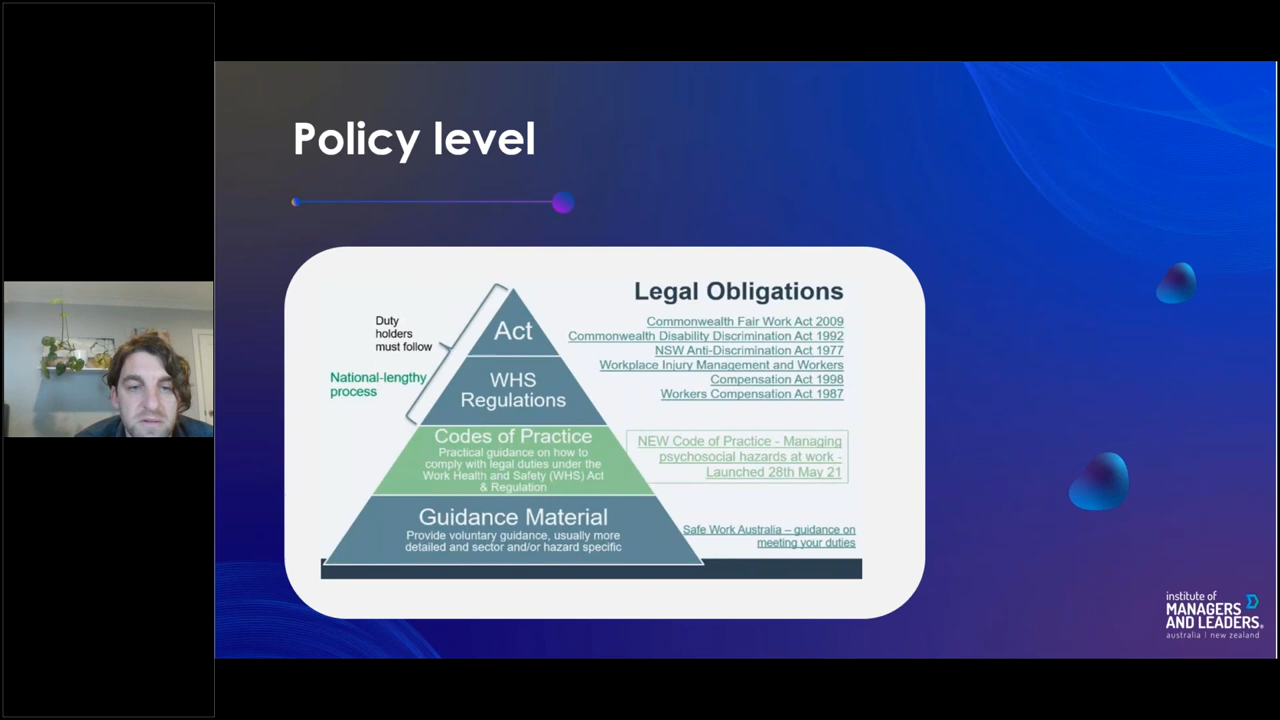 Policy level
Legal Obligations
Duty
holders
must follow
National-lengthy
process
Act
WHS
Regulations
Codes of Practice
Practical guidance on how to
comply with legal duties under the
Work Health and Safety (WHS) Act
& Regulation
Guidance Material
Provide voluntary guidance, usually more
detailed and sector and/or hazard specific
Commonwealth Fair Work Act 2009
Commonwealth Disability Discrimination Act 1992
NSW Anti-Discrimination Act 1977
Workplace Injury Management and Workers
Compensation Act 1998
Workers Compensation Act 1987
NEW Code of Practice - Managing
psychosocial hazards at work -
Launched 28th May 21
Safe Work Australia – guidance on
meeting your duties
institute of
MANAGERS
AND LEADERS®
australia | new zealand